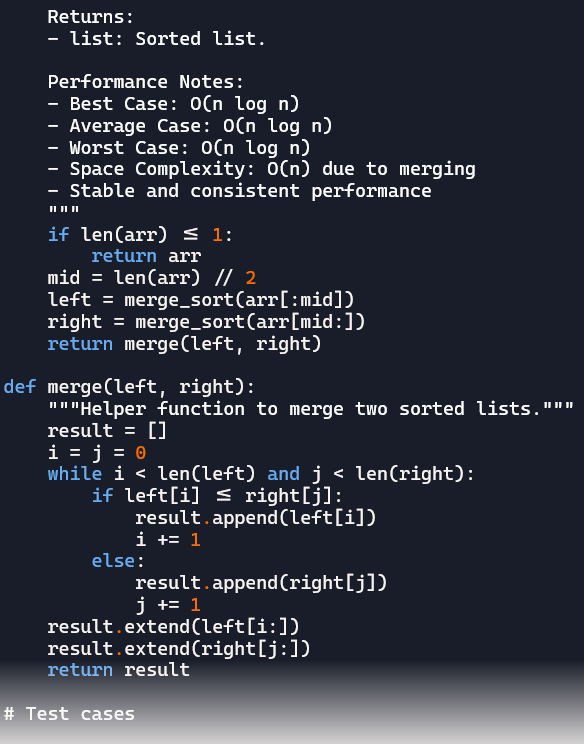 Returns:
- list: Sorted list.
Performance Notes:
- Best Case: O(n log n)
- Average Case: O(n log n)
- Worst Case: O(n log n)
- Space Complexity: O(n) due to merging
- Stable and consistent performance
"""
if len(arr) ≤ 1:
return arr
mid = len(arr) // 2
left = merge_sort(arr[:mid])
right = merge_sort(arr[mid:])
return merge(left, right)
def merge(left, right):
"""Helper function to merge two sorted lists."""
result = []
i = j = 0
while i < len(left) and j < len(right):
if left[i] ≤ right[j]:
result.append(left[i])
i += 1
else:
result.append(right[j])
j += 1
result.extend(left[i:])
result.extend(right[j:])
return result
# Test cases